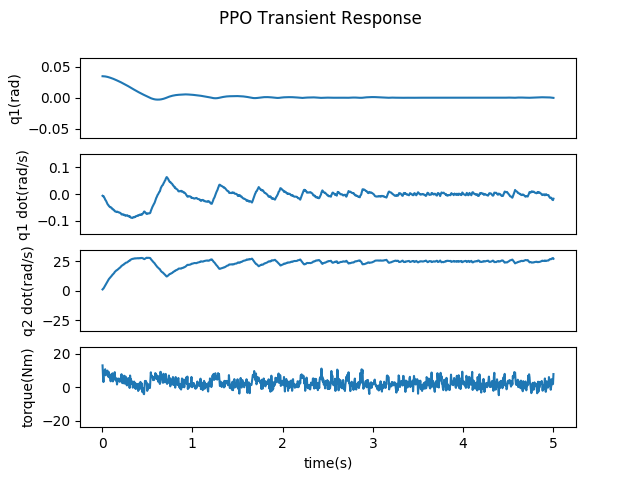 PPO Transient Response
q1(rad)
0.05
0.00
−0.05
q1 dot(rad/s)
0.1
0.0
−0.1
q2 dot(rad/s)
25
0
−25
torque(Nm)
20
0
−20
0 1 2 3 4 5
time(s)